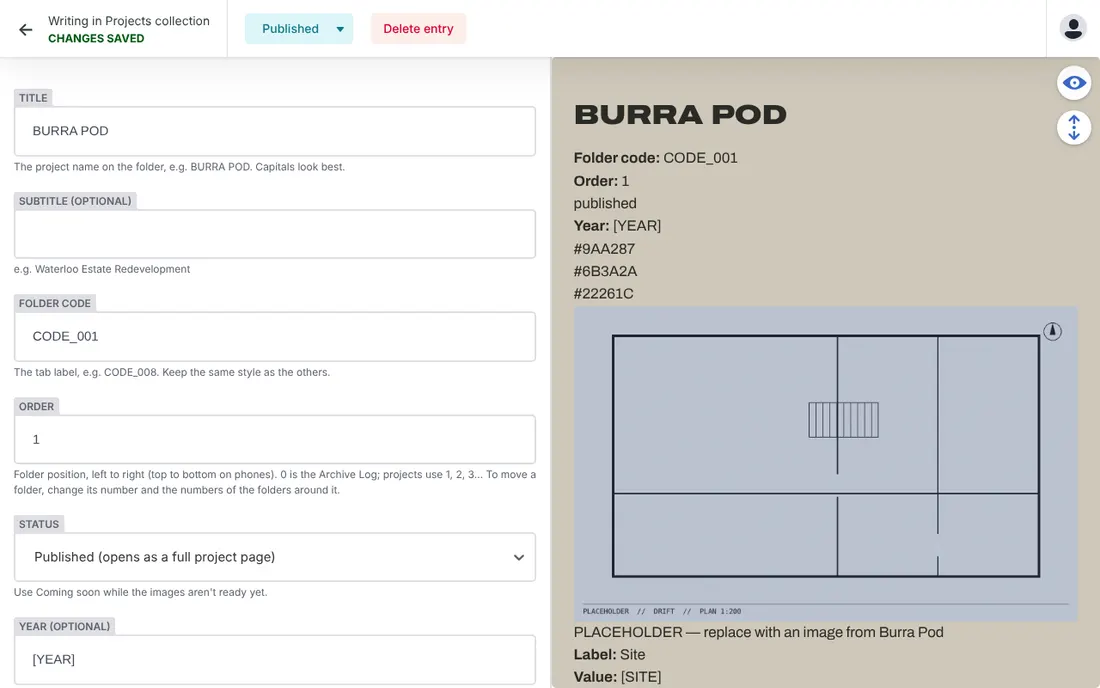 Writing in Projects collection
CHANGES SAVED
Published
Delete entry
TITLE
BURRA POD
The project name on the folder, e.g. BURRA POD. Capitals look best.
SUBTITLE (OPTIONAL)
e.g. Waterloo Estate Redevelopment
FOLDER CODE
CODE_001
The tab label, e.g. CODE_008. Keep the same style as the others.
ORDER
1
Folder position, left to right (top to bottom on phones). 0 is the Archive Log; projects use 1, 2, 3... To move a
folder, change its number and the numbers of the folders around it.
STATUS
Published (opens as a full project page)
Use Coming soon while the images aren't ready yet.
YEAR (OPTIONAL)
[YEAR]
BURRA POD
Folder code: CODE_001
Order: 1
published
Year: [YEAR]
#9AA287
#6B3A2A
#22261C
PLACEHOLDER // DRIFT // PLAN 1:200
PLACEHOLDER — replace with an image from Burra Pod
Label: Site
Value: [SITE]